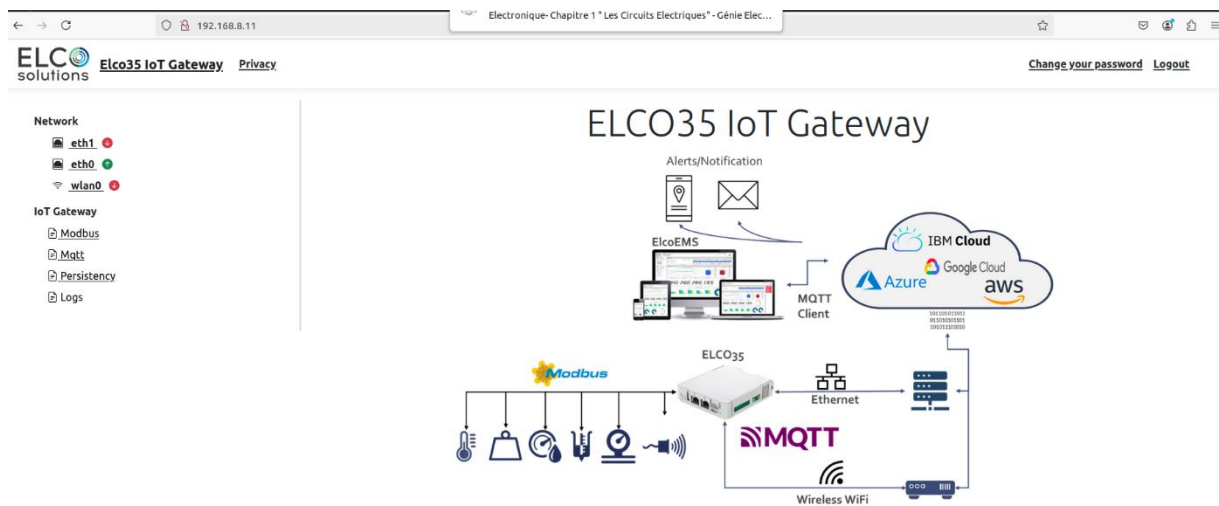 Electronique- Chapitre 1 " Les Circuits Electriques" - Génie Elec...
192.168.8.11
ELCO
solutions
Elco35 IoT Gateway
Privacy
Change your password
Logout
Network
eth1
eth0
wlan0
IoT Gateway
Modbus
Mqtt
Persistency
Logs
ELCO35 IoT Gateway
Alerts/Notification
ElcoEMS
MQTT
Client
IBM Cloud
Google Cloud
Azure
aws
Modbus
ELCO35
Ethernet
MQTT
Wireless WiFi